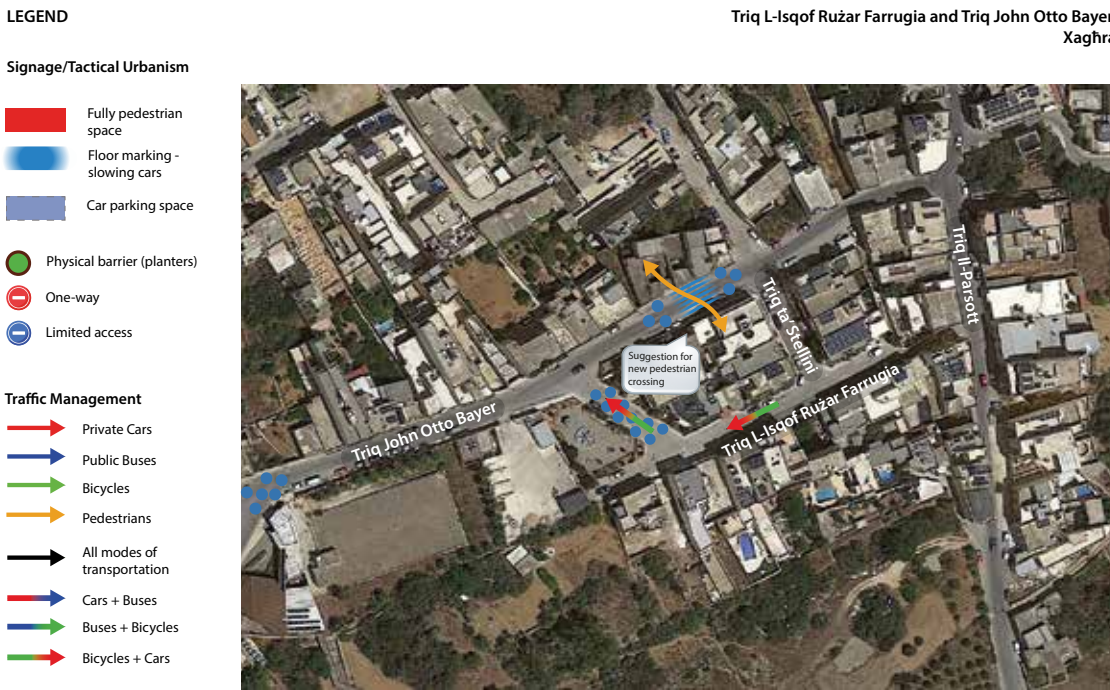 LEGEND
Triq L-Isqof Rużar Farrugia and Triq John Otto Bayer
Xagħra
Signage/Tactical Urbanism
Fully pedestrian
space
Floor marking -
slowing cars
Car parking space
Physical barrier (planters)
One-way
Limited access
Traffic Management
Private Cars
Public Buses
Bicycles
Pedestrians
All modes of
transportation
Cars + Buses
Buses + Bicycles
Bicycles + Cars
Triq Il-Parsott
Triq ta' Stellini
Suggestion for
new pedestrian
crossing
Triq L-Isqof Rużar Farrugia
Triq John Otto Bayer